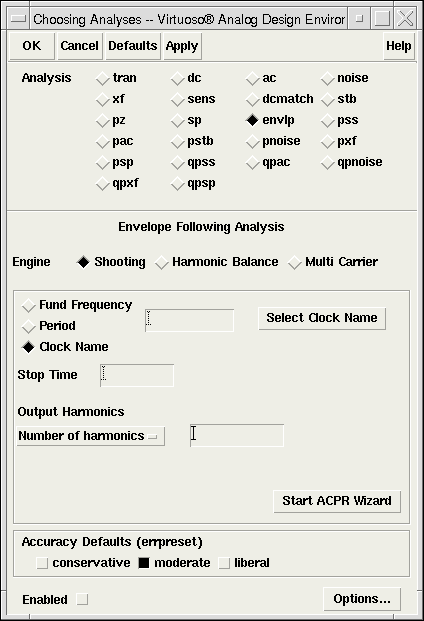 Choosing Analyses -- Virtuoso® Analog Design Enviror
OK Cancel Defaults Apply Help
Analysis tran dc ac noise
xf sens dcmatch stb
pz sp envlp pss
pac pstb pnoise pxf
psp qpss qpac qpnoise
qpxf qpsp
Envelope Following Analysis
Engine Shooting Harmonic Balance Multi Carrier
Fund Frequency
Period
Select Clock Name
Clock Name
Stop Time
Output Harmonics
Number of harmonics
Start ACPR Wizard
Accuracy Defaults (errpreset)
conservative moderate liberal
Enabled Options...